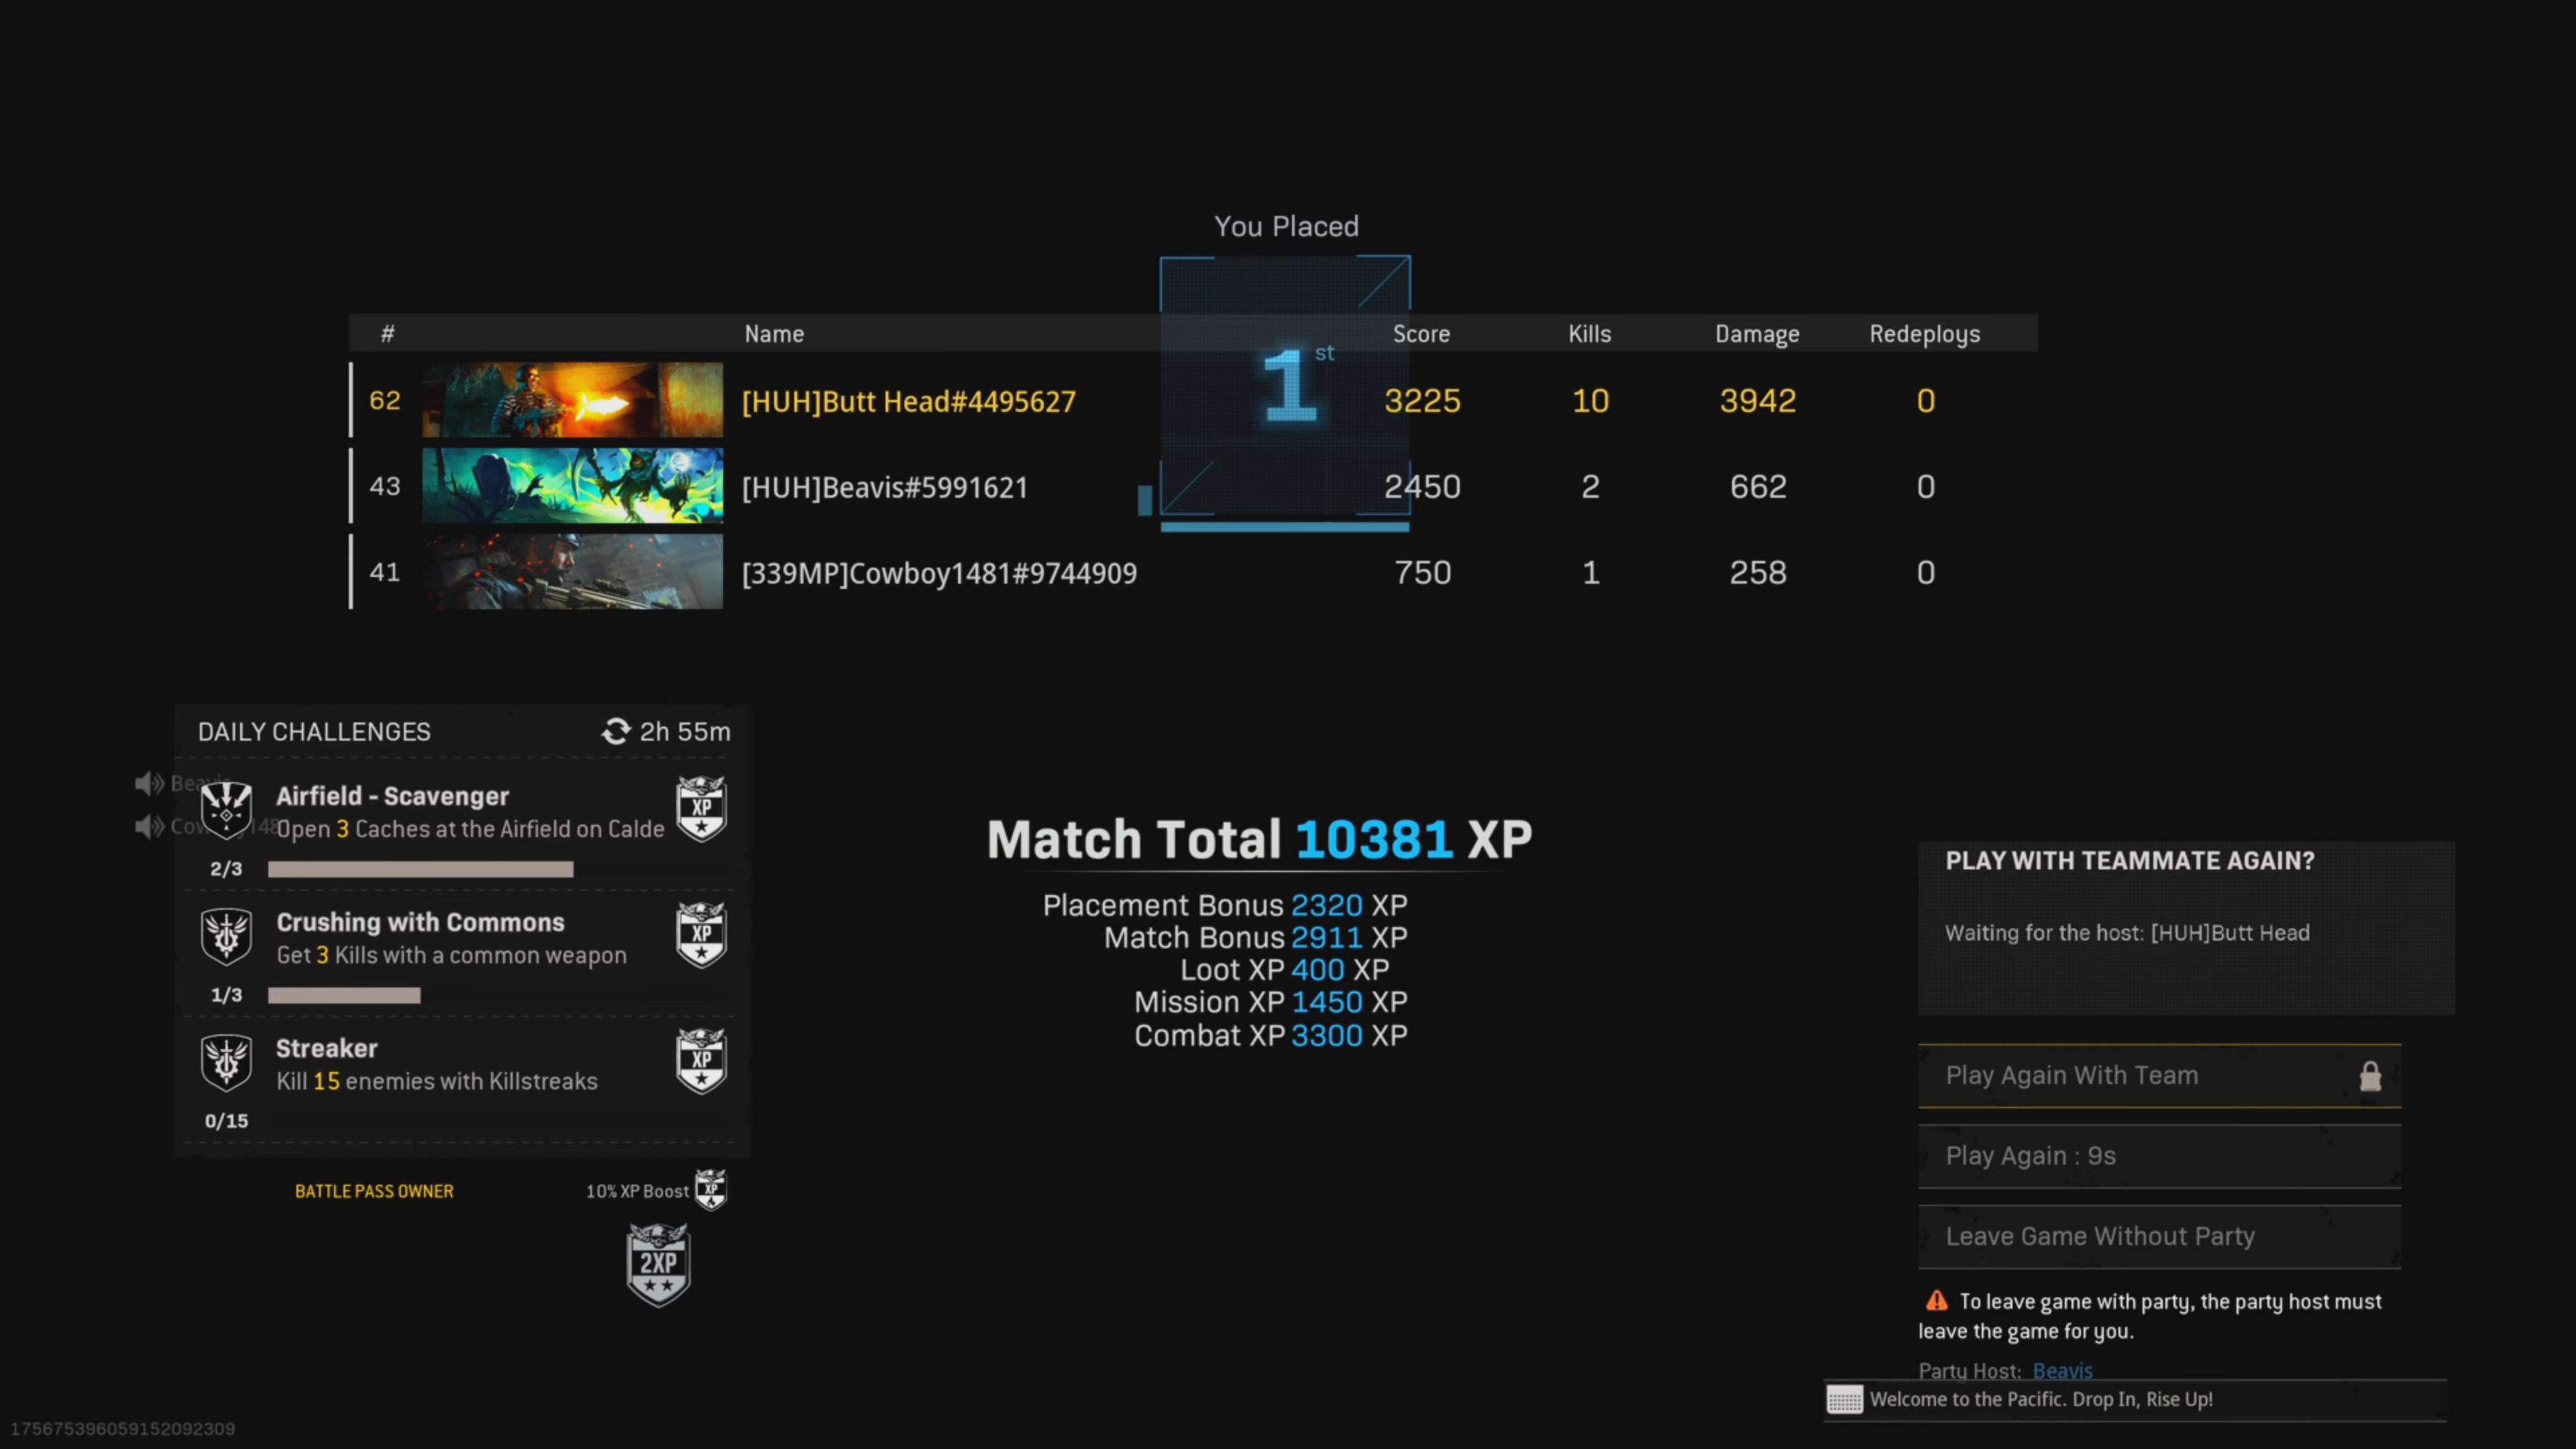 You Placed
1st
# Name Score Kills Damage Redeploys
62 [HUH]Butt Head#4495627 3225 10 3942 0
43 [HUH]Beavis#5991621 2450 2 662 0
41 [339MP]Cowboy1481#9744909 750 1 258 0
DAILY CHALLENGES 2h 55m
Airfield - Scavenger XP
Open 3 Caches at the Airfield on Calde
2/3
Crushing with Commons XP
Get 3 Kills with a common weapon
1/3
Streaker XP
Kill 15 enemies with Killstreaks
0/15
BATTLE PASS OWNER 10% XP Boost XP
2XP
Match Total 10381 XP
Placement Bonus 2320 XP
Match Bonus 2911 XP
Loot XP 400 XP
Mission XP 1450 XP
Combat XP 3300 XP
PLAY WITH TEAMMATE AGAIN?
Waiting for the host: [HUH]Butt Head
Play Again With Team
Play Again : 9s
Leave Game Without Party
To leave game with party, the party host must
leave the game for you.
Party Host: Beavis
Welcome to the Pacific. Drop In, Rise Up!
175675396059152092309